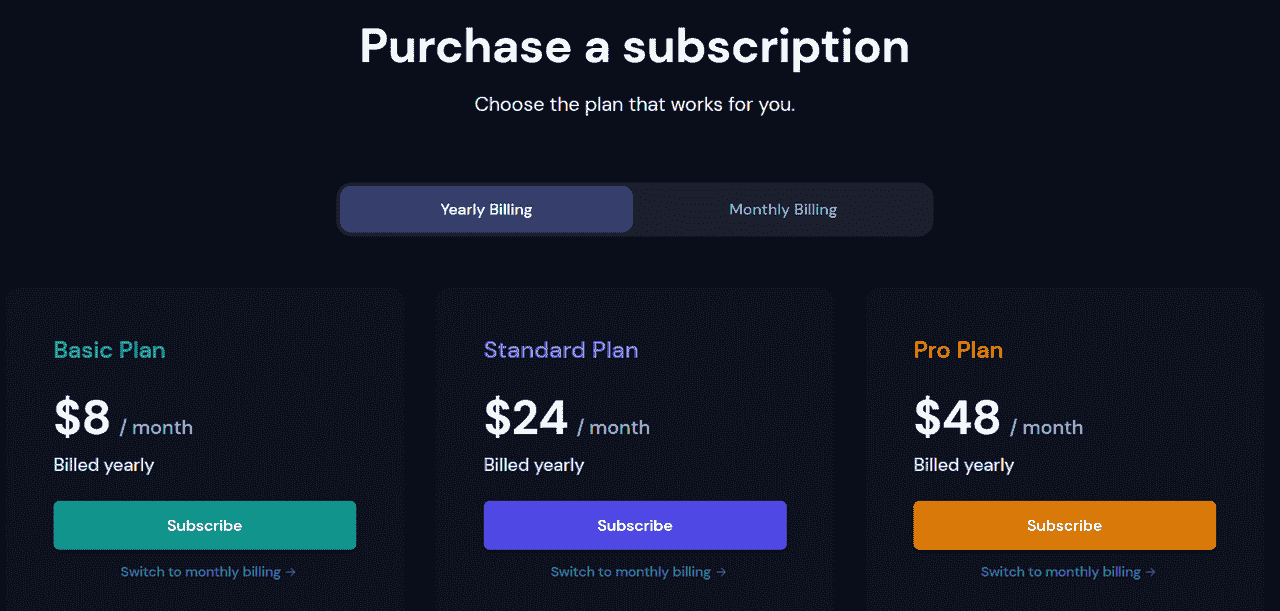 Purchase a subscription
Choose the plan that works for you.
Yearly Billing
Monthly Billing
Basic Plan
$8 / month
Billed yearly
Subscribe
Switch to monthly billing →
Standard Plan
$24 / month
Billed yearly
Subscribe
Switch to monthly billing →
Pro Plan
$48 / month
Billed yearly
Subscribe
Switch to monthly billing →